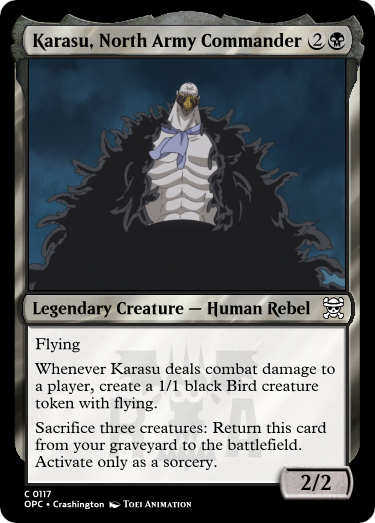 Karasu, North Army Commander 2
Legendary Creature — Human Rebel
Flying
Whenever Karasu deals combat damage to
a player, create a 1/1 black Bird creature
token with flying.
Sacrifice three creatures: Return this card
from your graveyard to the battlefield.
Activate only as a sorcery.
2/2
C 0117
OPC • Crashington Toei Animation